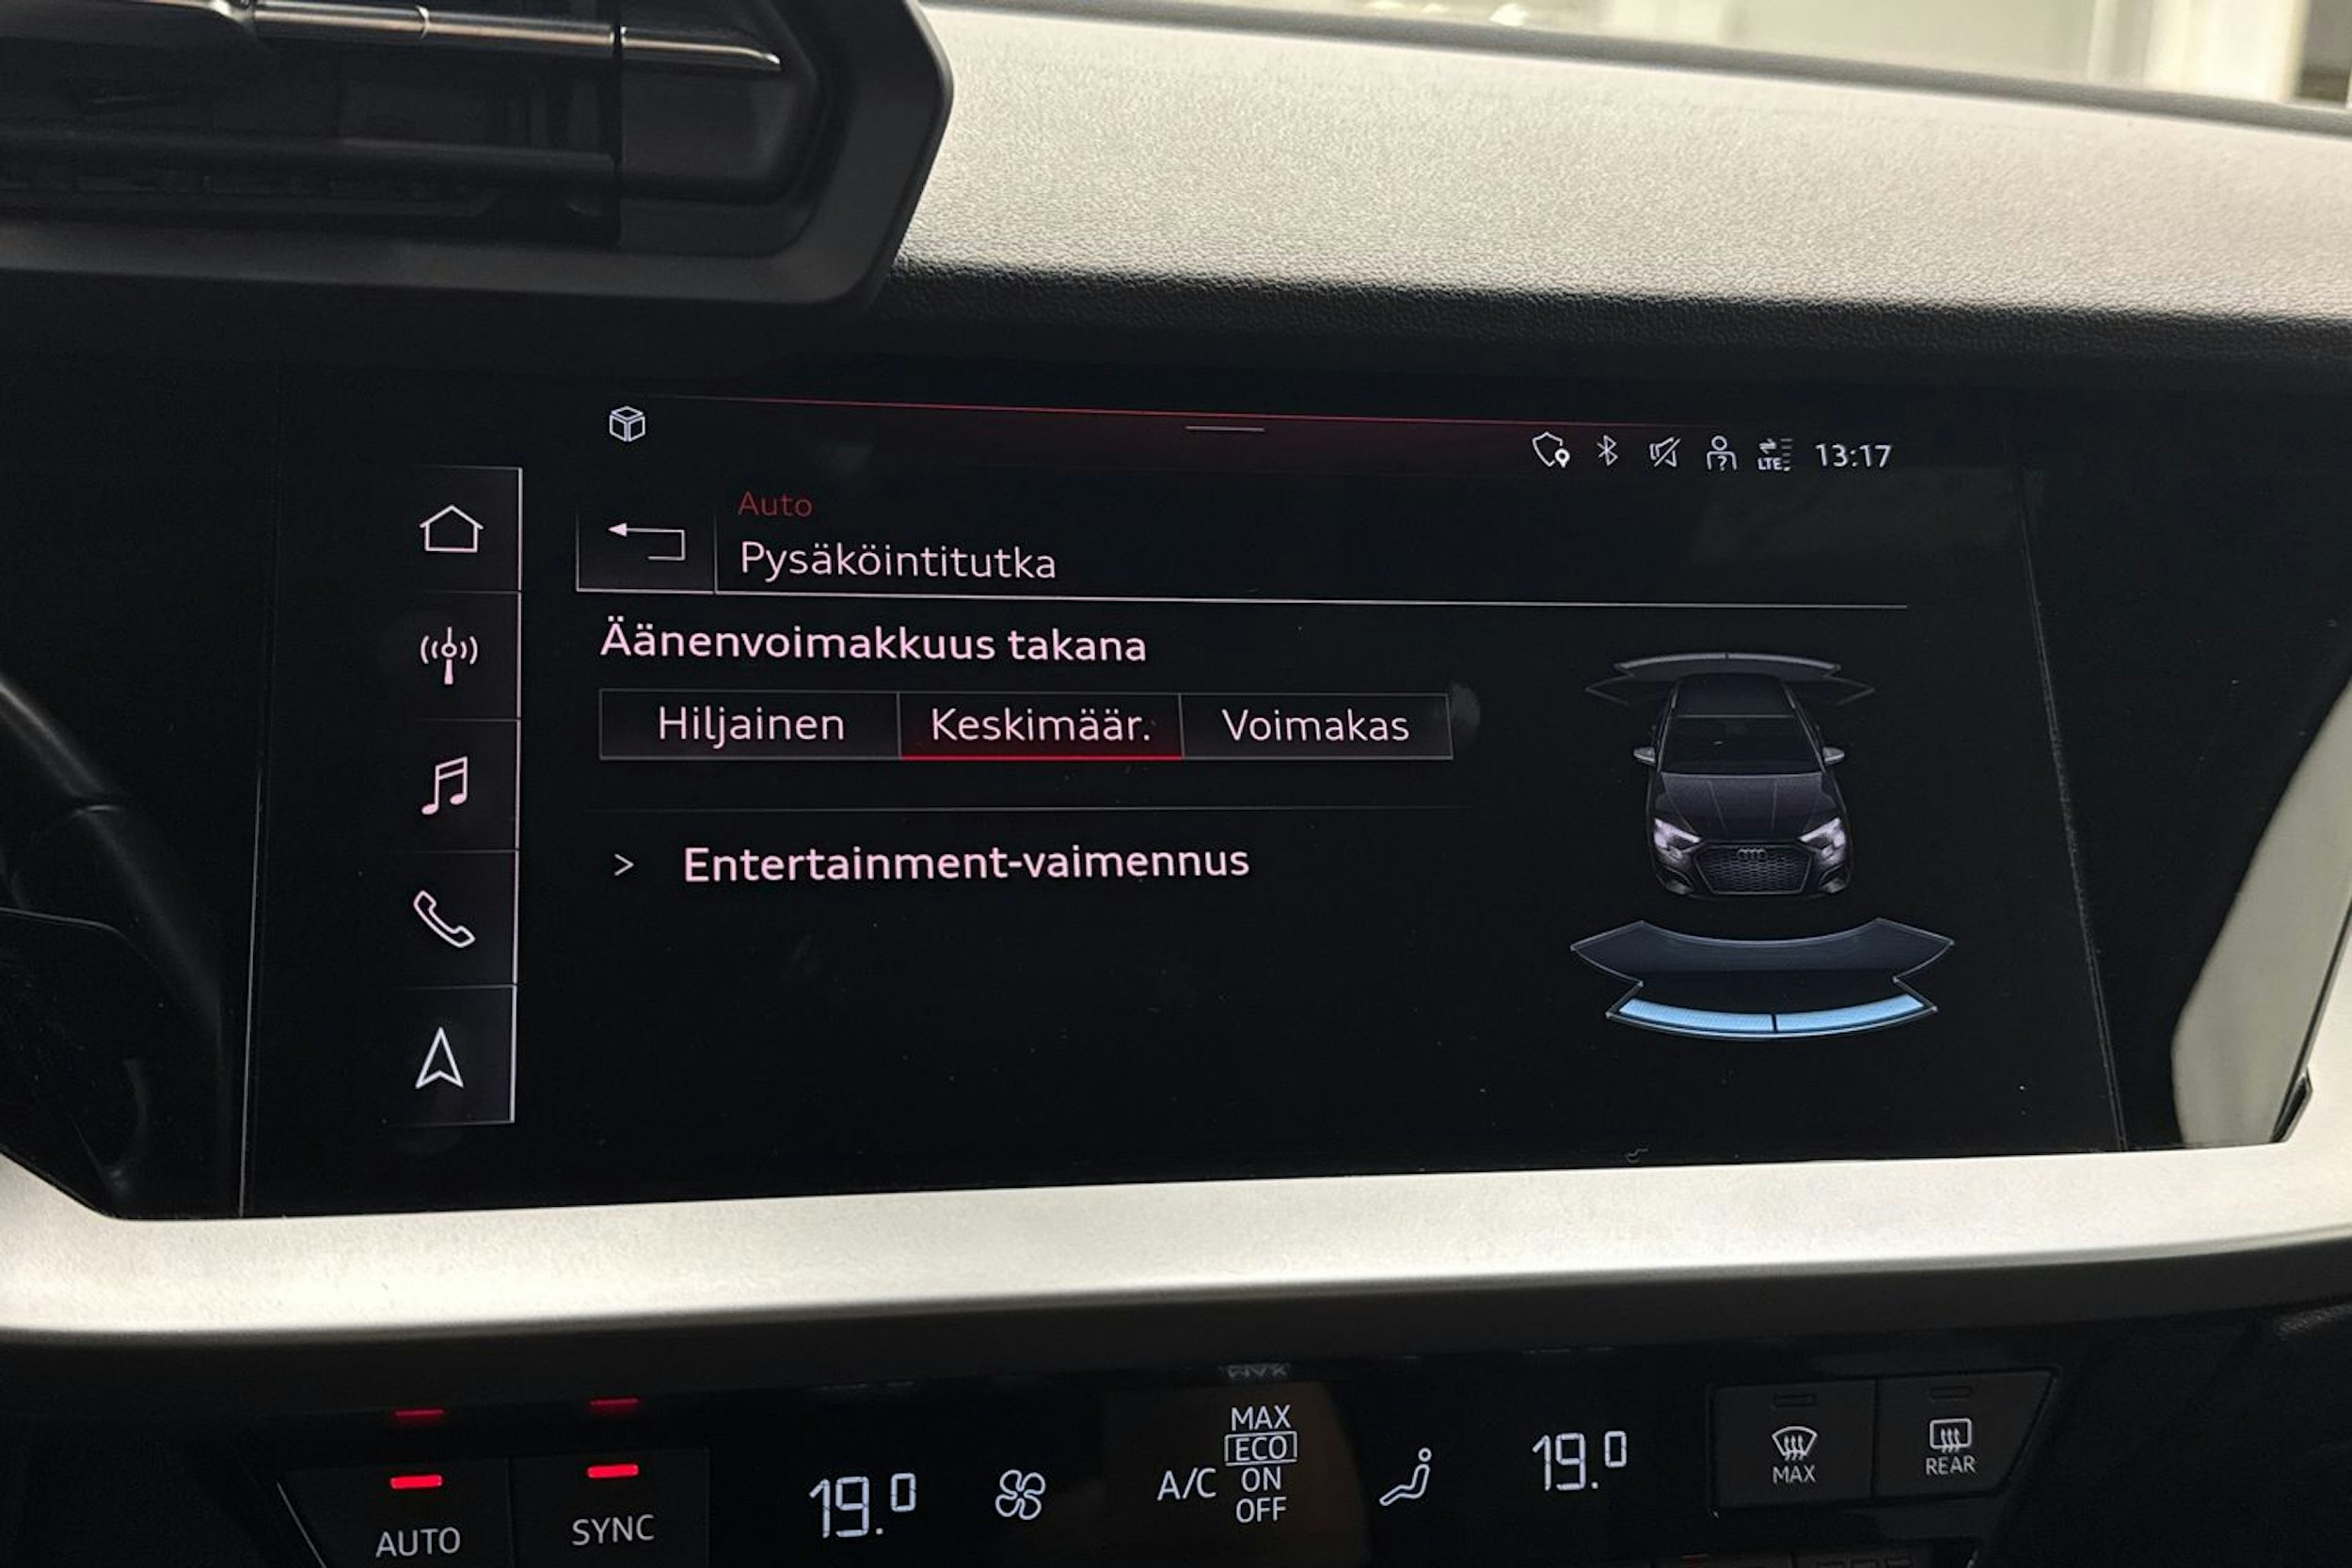 LTE
13:17
Auto
Pysäköintitutka
Äänenvoimakkuus takana
Hiljainen
Keskimäär.
Voimakas
> Entertainment-vaimennus
AUTO
SYNC
19.0
A/C
MAX
ECO
ON
OFF
19.0
MAX
REAR